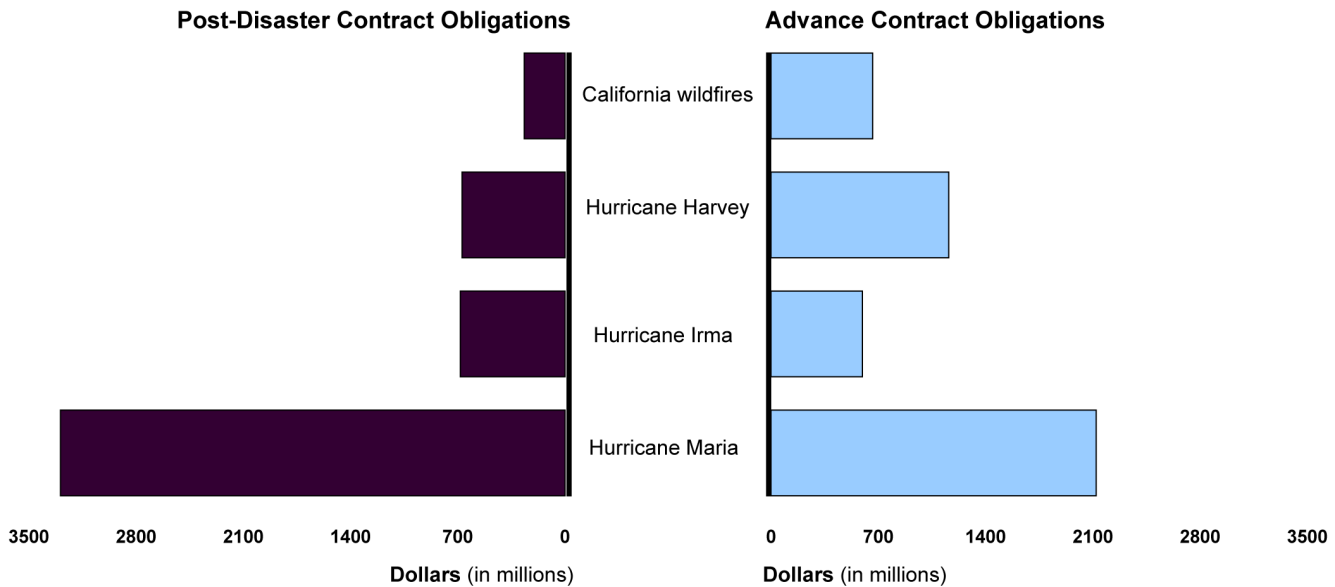 Post-Disaster Contract Obligations
Advance Contract Obligations
California wildfires
Hurricane Harvey
Hurricane Irma
Hurricane Maria
3500 2800 2100 1400 700 0
0 700 1400 2100 2800 3500
Dollars (in millions)
Dollars (in millions)